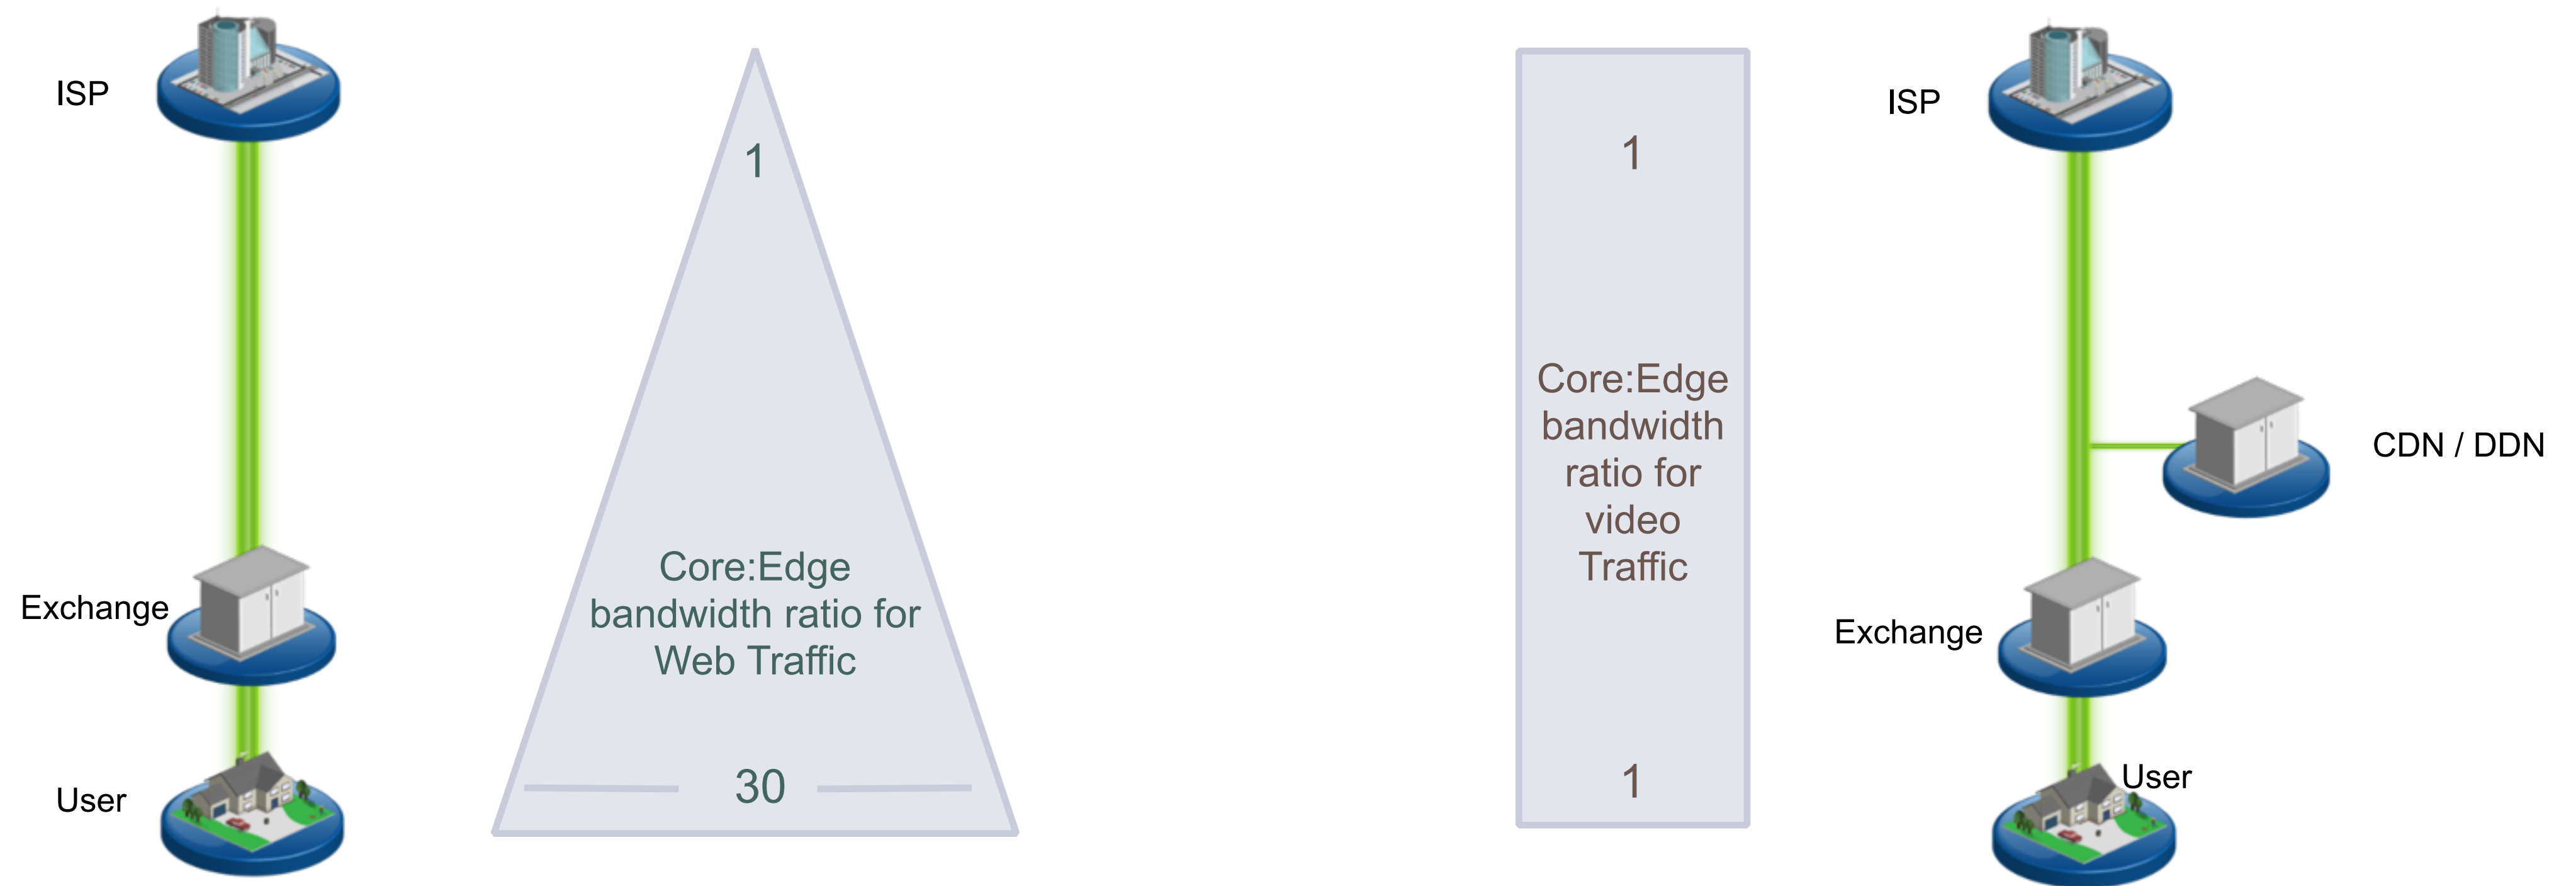 ISP
Exchange
User
1
Core:Edge
bandwidth ratio for
Web Traffic
30
1
Core:Edge
bandwidth
ratio for
video
Traffic
1
ISP
CDN / DDN
Exchange
User